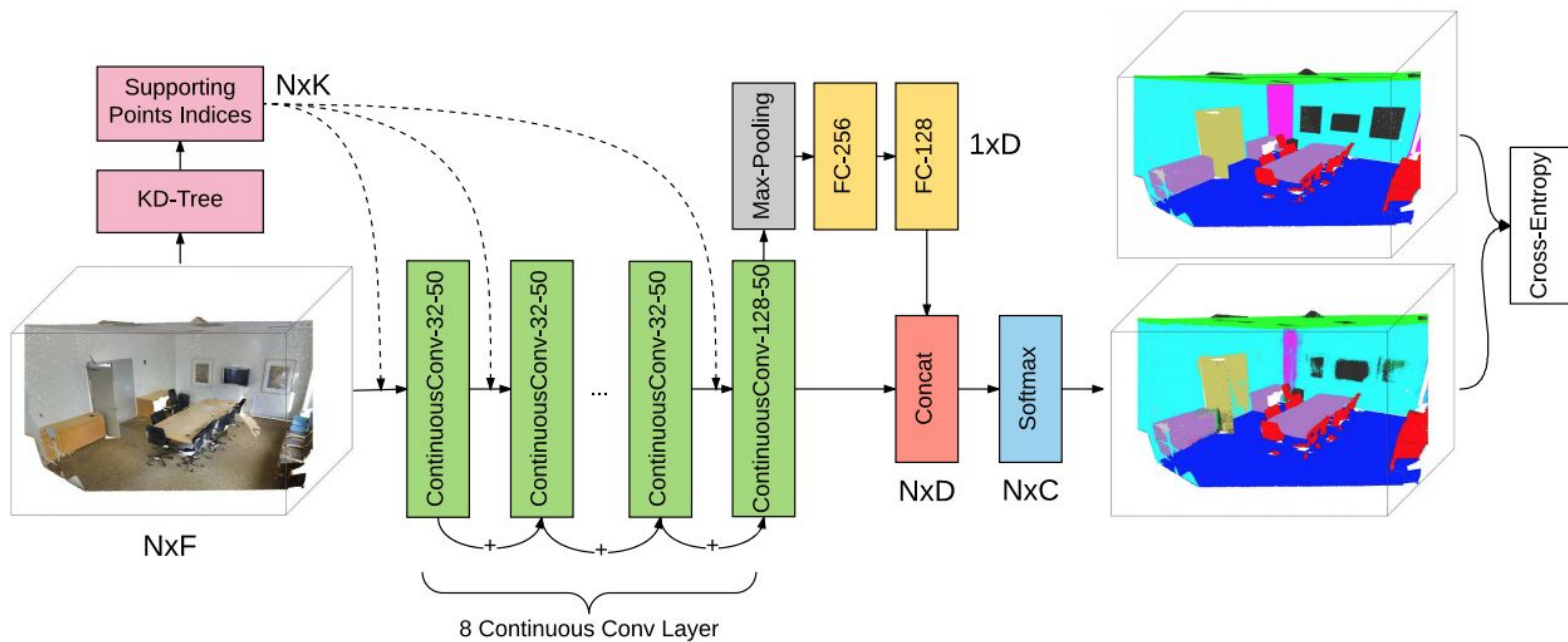 Supporting
Points Indices
NxK
KD-Tree
NxF
ContinuousConv-32-50
ContinuousConv-32-50
...
ContinuousConv-32-50
ContinuousConv-128-50
+
+
+
8 Continuous Conv Layer
Max-Pooling
FC-256
FC-128
1xD
Concat
NxD
Softmax
NxC
Cross-Entropy